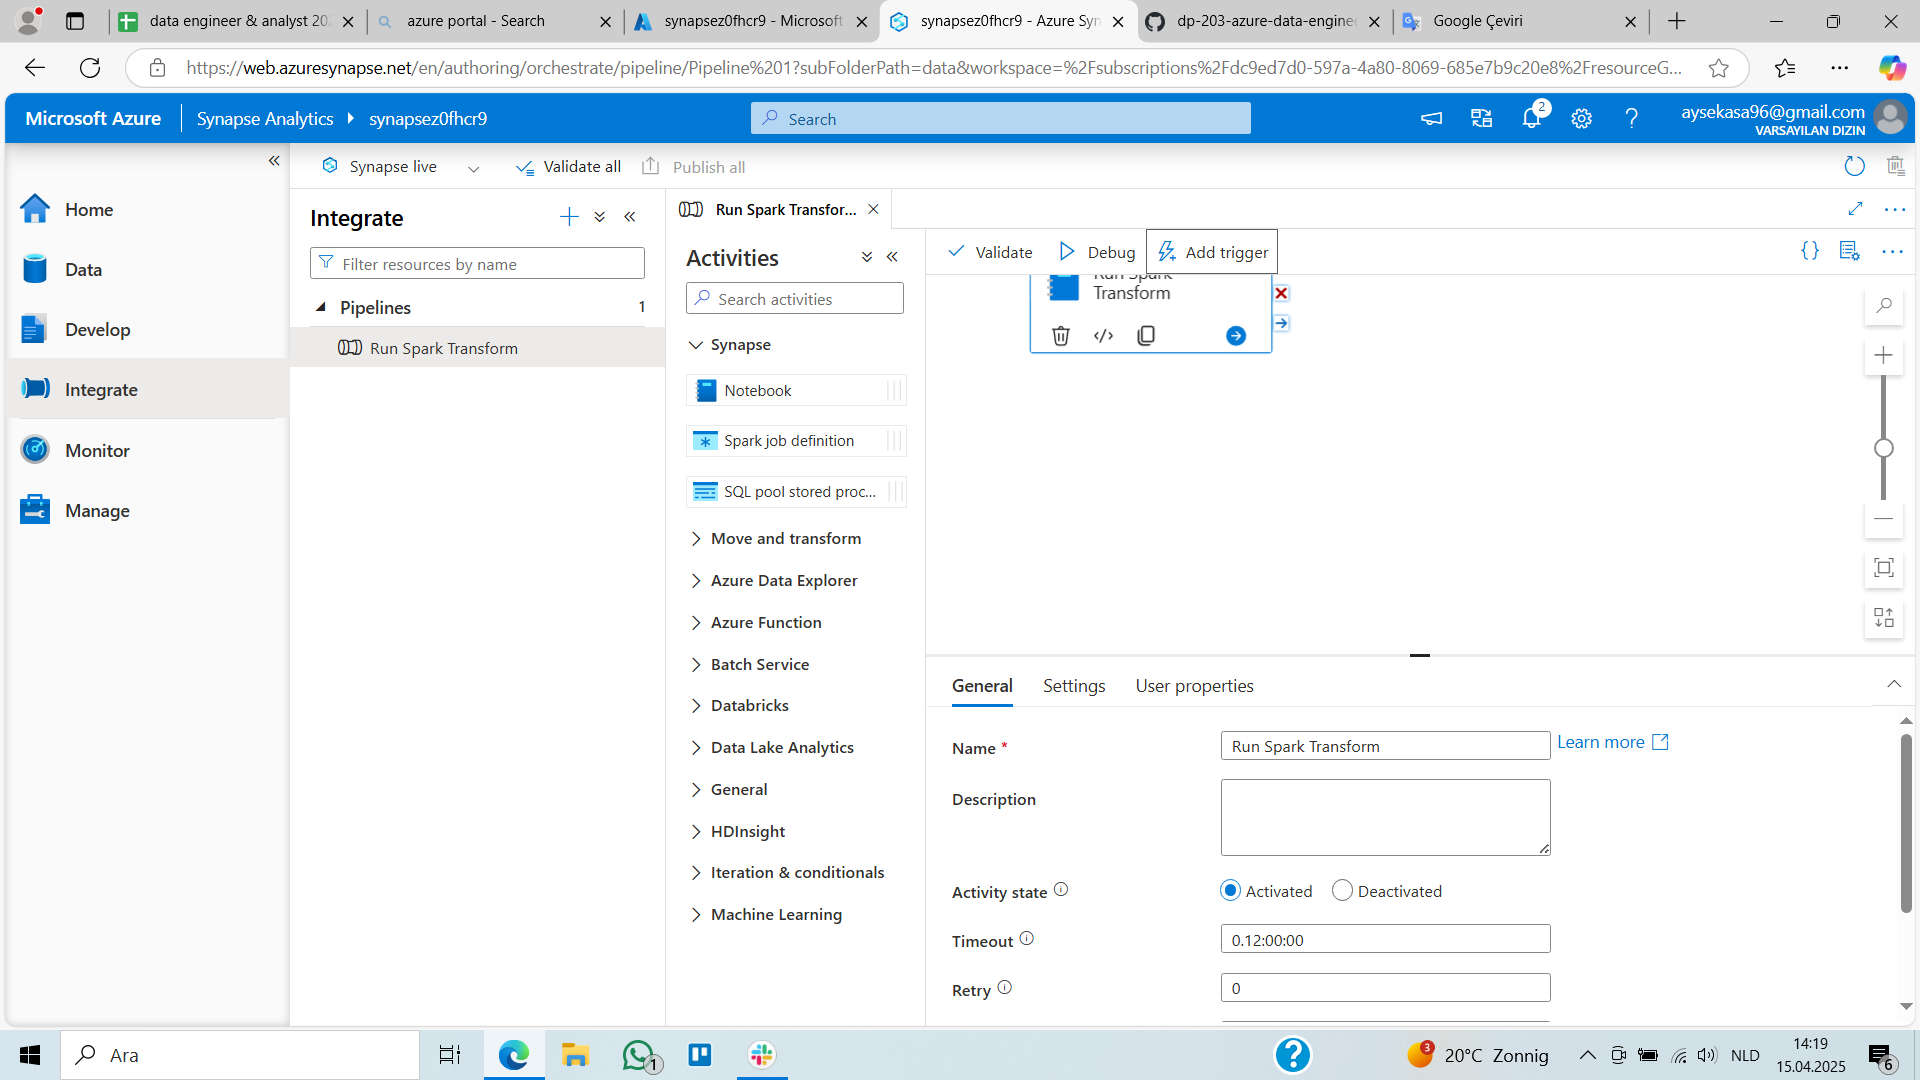 data engineer & analyst 202
azure portal - Search
synapsez0fhcr9 - Microsoft
synapsez0fhcr9 - Azure Syn
dp-203-azure-data-enginee
Google Çeviri
https://web.azuresynapse.net/en/authoring/orchestrate/pipeline/Pipeline%201?subFolderPath=data&workspace=%2Fsubscriptions%2Fdc9ed7d0-597a-4a80-8069-685e7b9c20e8%2FresourceG...
Microsoft Azure
Synapse Analytics
synapsez0fhcr9
Search
2
aysekasa96@gmail.com
VARSAYILAN DIZIN
Synapse live
Validate all
Publish all
Home
Data
Develop
Integrate
Monitor
Manage
Integrate
Filter resources by name
Pipelines
1
Run Spark Transform
Run Spark Transfor...
Activities
Search activities
Synapse
Notebook
Spark job definition
SQL pool stored proc...
Move and transform
Azure Data Explorer
Azure Function
Batch Service
Databricks
Data Lake Analytics
General
HDInsight
Iteration & conditionals
Machine Learning
Validate
Debug
Add trigger
Run Spark
Transform
General
Settings
User properties
Name *
Run Spark Transform
Learn more
Description
Activity state
Activated
Deactivated
Timeout
0.12:00:00
Retry
0
Ara
1
3
20°C Zonnig
NLD
14:19
15.04.2025
6